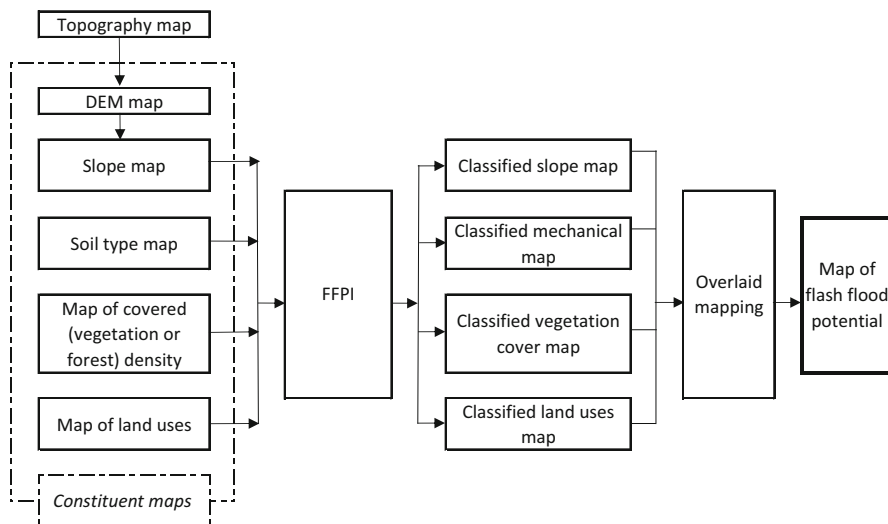 Topography map
DEM map
Slope map
Soil type map
Map of covered
(vegetation or
forest) density
Map of land uses
Constituent maps
FFPI
Classified slope map
Classified mechanical
map
Classified vegetation
cover map
Classified land uses
map
Overlaid
mapping
Map of
flash flood
potential